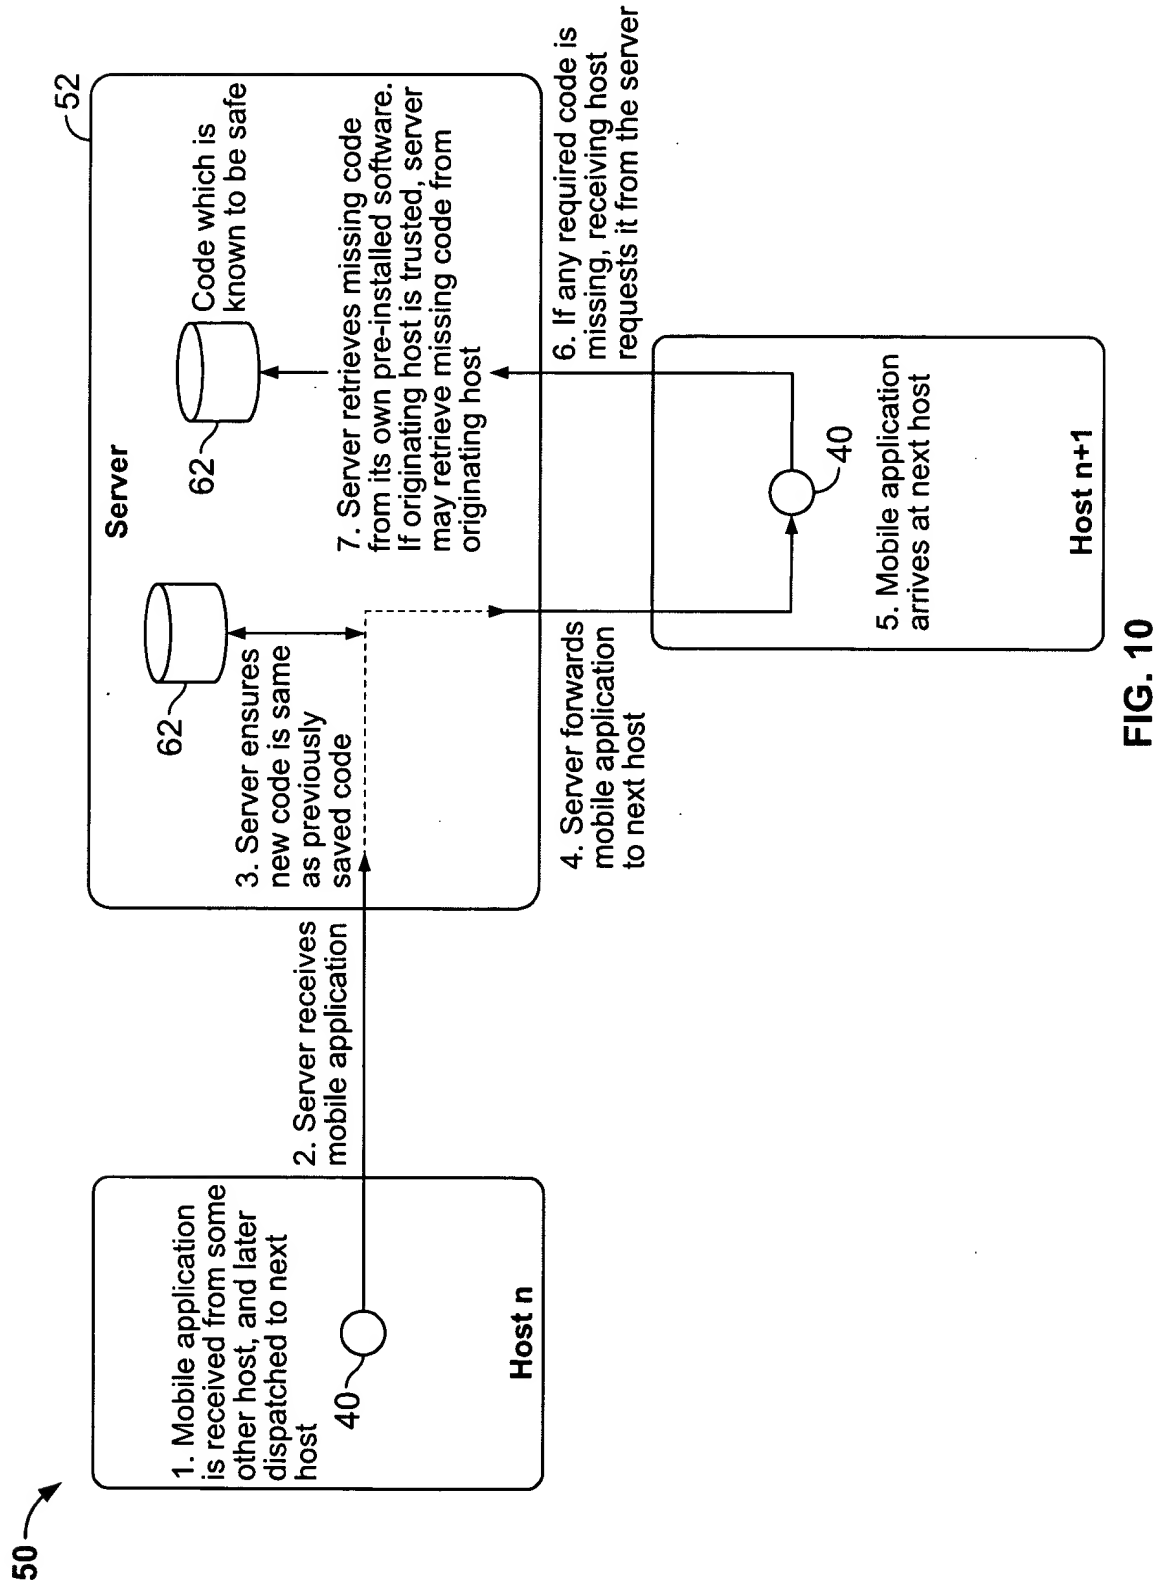 50
1. Mobile application
is received from some
other host, and later
dispatched to next
host
40
Host n
2. Server receives
mobile application
52
Server
62
3. Server ensures
new code is same
as previously
saved code
62
Code which is
known to be safe
7. Server retrieves missing code
from its own pre-installed software.
If originating host is trusted, server
may retrieve missing code from
originating host
4. Server forwards
mobile application
to next host
6. If any required code is
missing, receiving host
requests it from the server
40
5. Mobile application
arrives at next host
Host n+1
FIG. 10